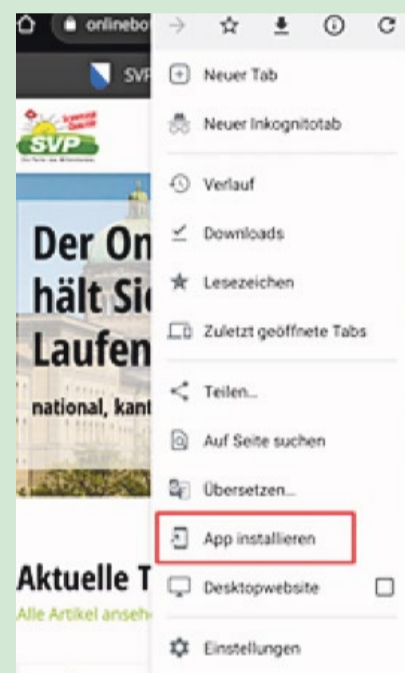 onlinebo
SVP
SVP
Der On
hält Sie
Laufen
national, kant
Aktuelle T
Alle Artikel anseh
Neuer Tab
Neuer Inkognitotab
Verlauf
Downloads
Lesezeichen
Zuletzt geöffnete Tabs
Teilen...
Auf Seite suchen
Übersetzen...
App installieren
Desktopwebsite
Einstellungen